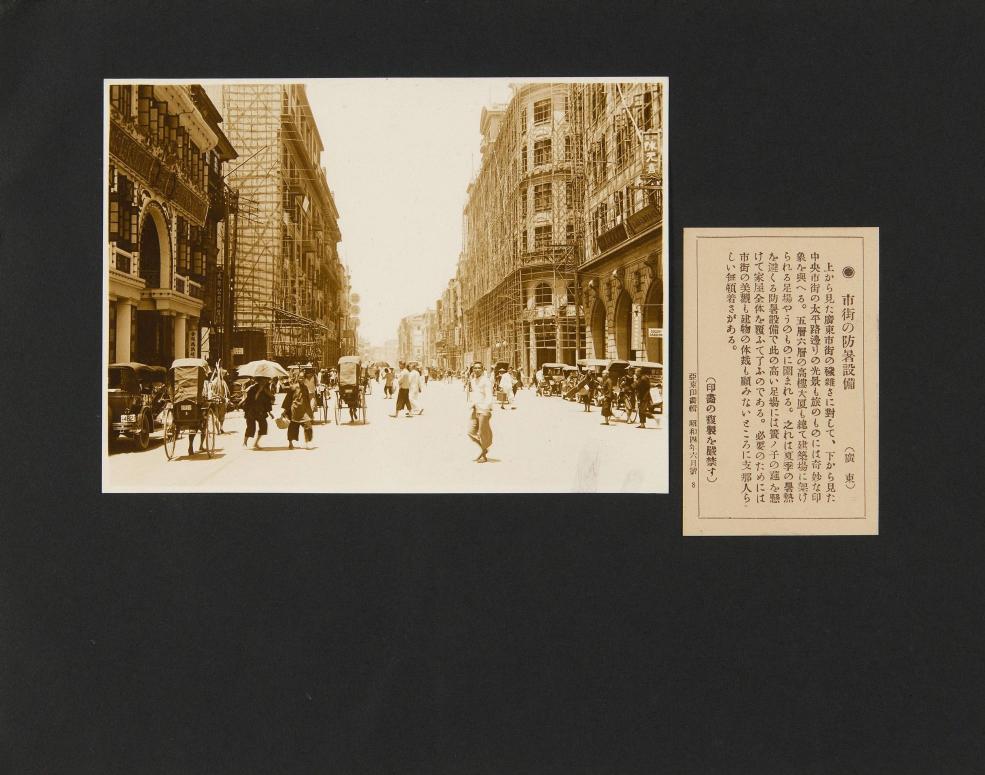 ● 市街の防暑設備 (廣東)
上から見た廣東市街の穢雜さに對して、下から見た
中央市街の太平路邊りの光景も旅のものには奇妙な印
象を與へる。五層六層の高樓大厦も總て建築場に架け
られる足場やうのものに圍まれる。之れは夏季の暑熱
を避くる防暑設備で此の高い足場には簀ノ子の蓆を懸
けて家屋全体を覆ふて了ふのである。必要のためには
市街の美觀も建物の体裁も顧みないところに支那人ら
しい無頓着さがある。
(印畫の複製を嚴禁す)
亞東印畫輯 昭和四年六月號 8